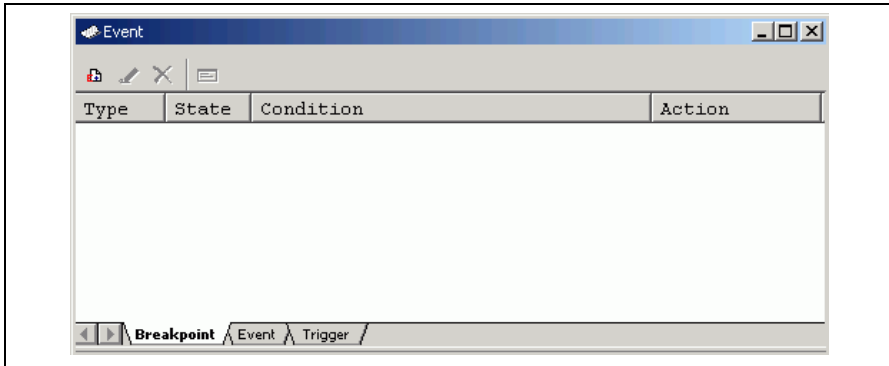 Event
Type State Condition Action
Breakpoint Event Trigger